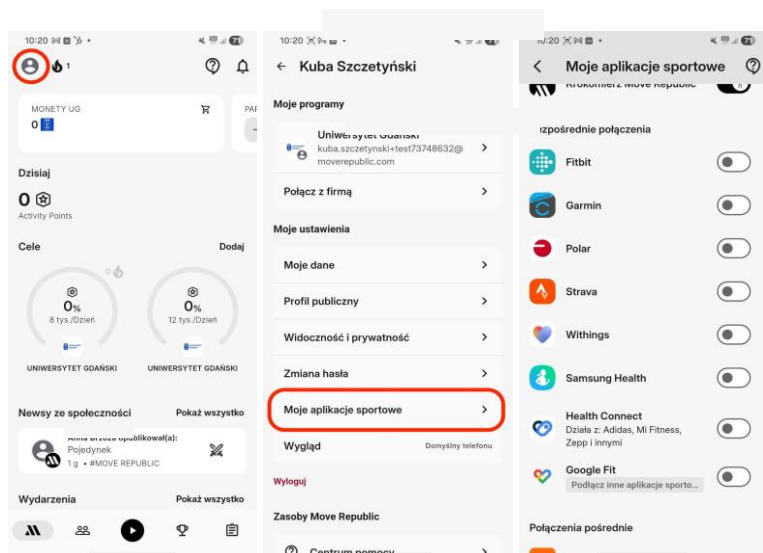 10:20
71
1
MONETY UG
0
PAR
Dzisiaj
0
Activity Points
Cele
Dodaj
0%
8 tys./Dzień
0%
12 tys./Dzień
UNIWERSYTET GDAŃSKI
UNIWERSYTET GDAŃSKI
Newsy ze społeczności
Pokaż wszystko
opublikował(a):
Pojedynek
1 g • #MOVE REPUBLIC
Wydarzenia
Pokaż wszystko
10:20
Kuba Szczetyński
Moje programy
Uniwersytet Gdański
kuba.szczetynski+test73748632@
moverepublic.com
Połącz z firmą
Moje ustawienia
Moje dane
Profil publiczny
Widoczność i prywatność
Zmiana hasła
Moje aplikacje sportowe
Wygląd
Domyślny telefonu
Wyloguj
Zasoby Move Republic
Centrum pomocy
10:20
71
Moje aplikacje sportowe
Krokomierz Move Republic
połączenia
Fitbit
Garmin
Polar
Strava
Withings
Samsung Health
Health Connect
Działa z: Adidas, Mi Fitness,
Zepp i innymi
Google Fit
Podłącz inne aplikacje sporto...
Połączenia pośrednie